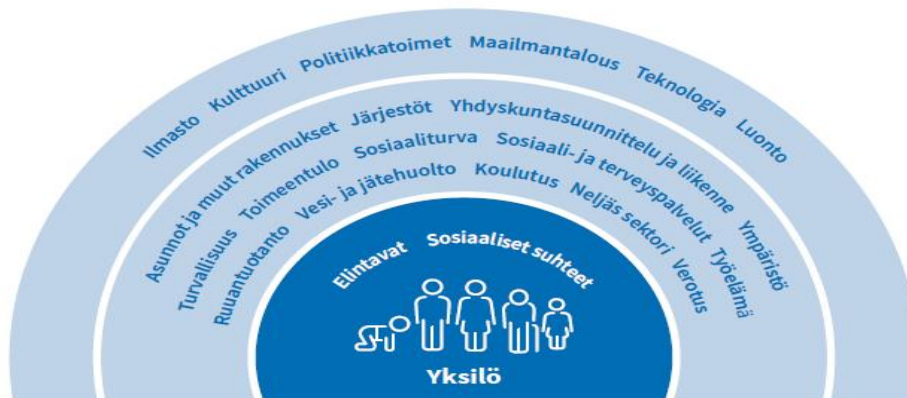 Ilmasto Kulttuuri Politiikkatoimet Maailmantalous Teknologia Luonto
Asunnot ja muut rakennukset Järjestöt Yhdyskuntasuunnittelu ja liikenne Ympäristö
Turvallisuus Toimeentulo Sosiaaliturva Sosiaali- ja terveyspalvelut Työelämä
Ruuantuotanto Vesi- ja jätehuolto Koulutus Neljäs sektori Verotus
Elintavat Sosiaaliset suhteet
Yksilö